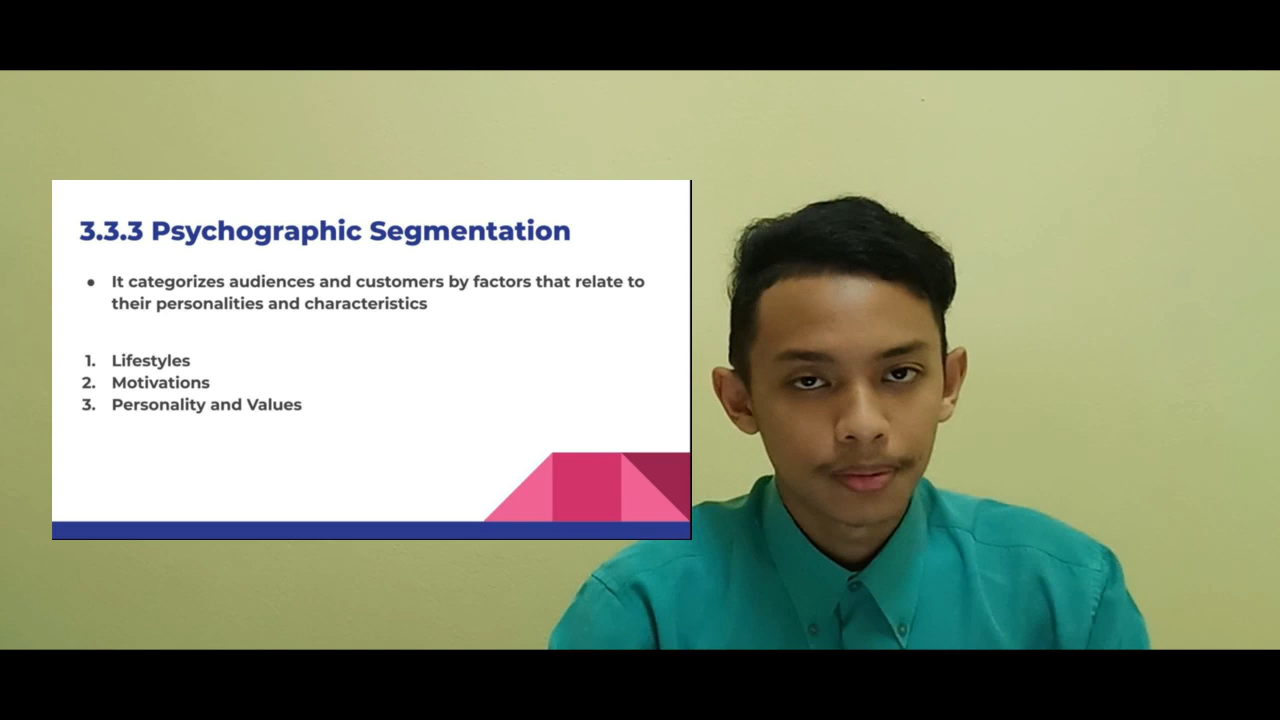 3.3.3 Psychographic Segmentation
● It categorizes audiences and customers by factors that relate to
their personalities and characteristics
1. Lifestyles
2. Motivations
3. Personality and Values